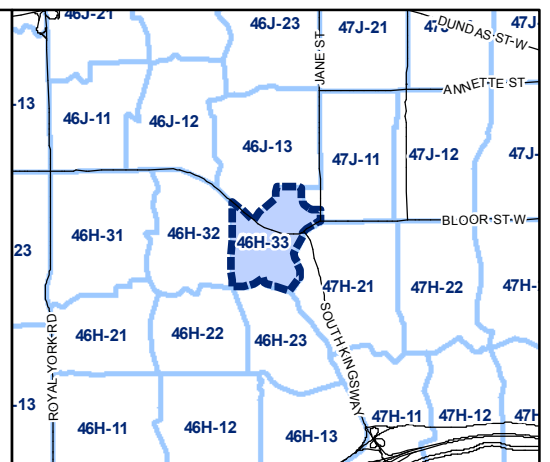 46J-21
46J-23
47J-21
47J
DUNDAS ST W
JANE ST
ANNETTE ST
-13
46J-11
46J-12
46J-13
47J-11
47J-12
47J-
BLOOR ST W
23
46H-31
46H-32
46H-33
47H-21
47H-22
47H-
46H-21
46H-22
46H-23
SOUTH KINGSWAY
ROYAL YORK RD
-13
46H-11
46H-12
46H-13
47H-11
47H-12
47H